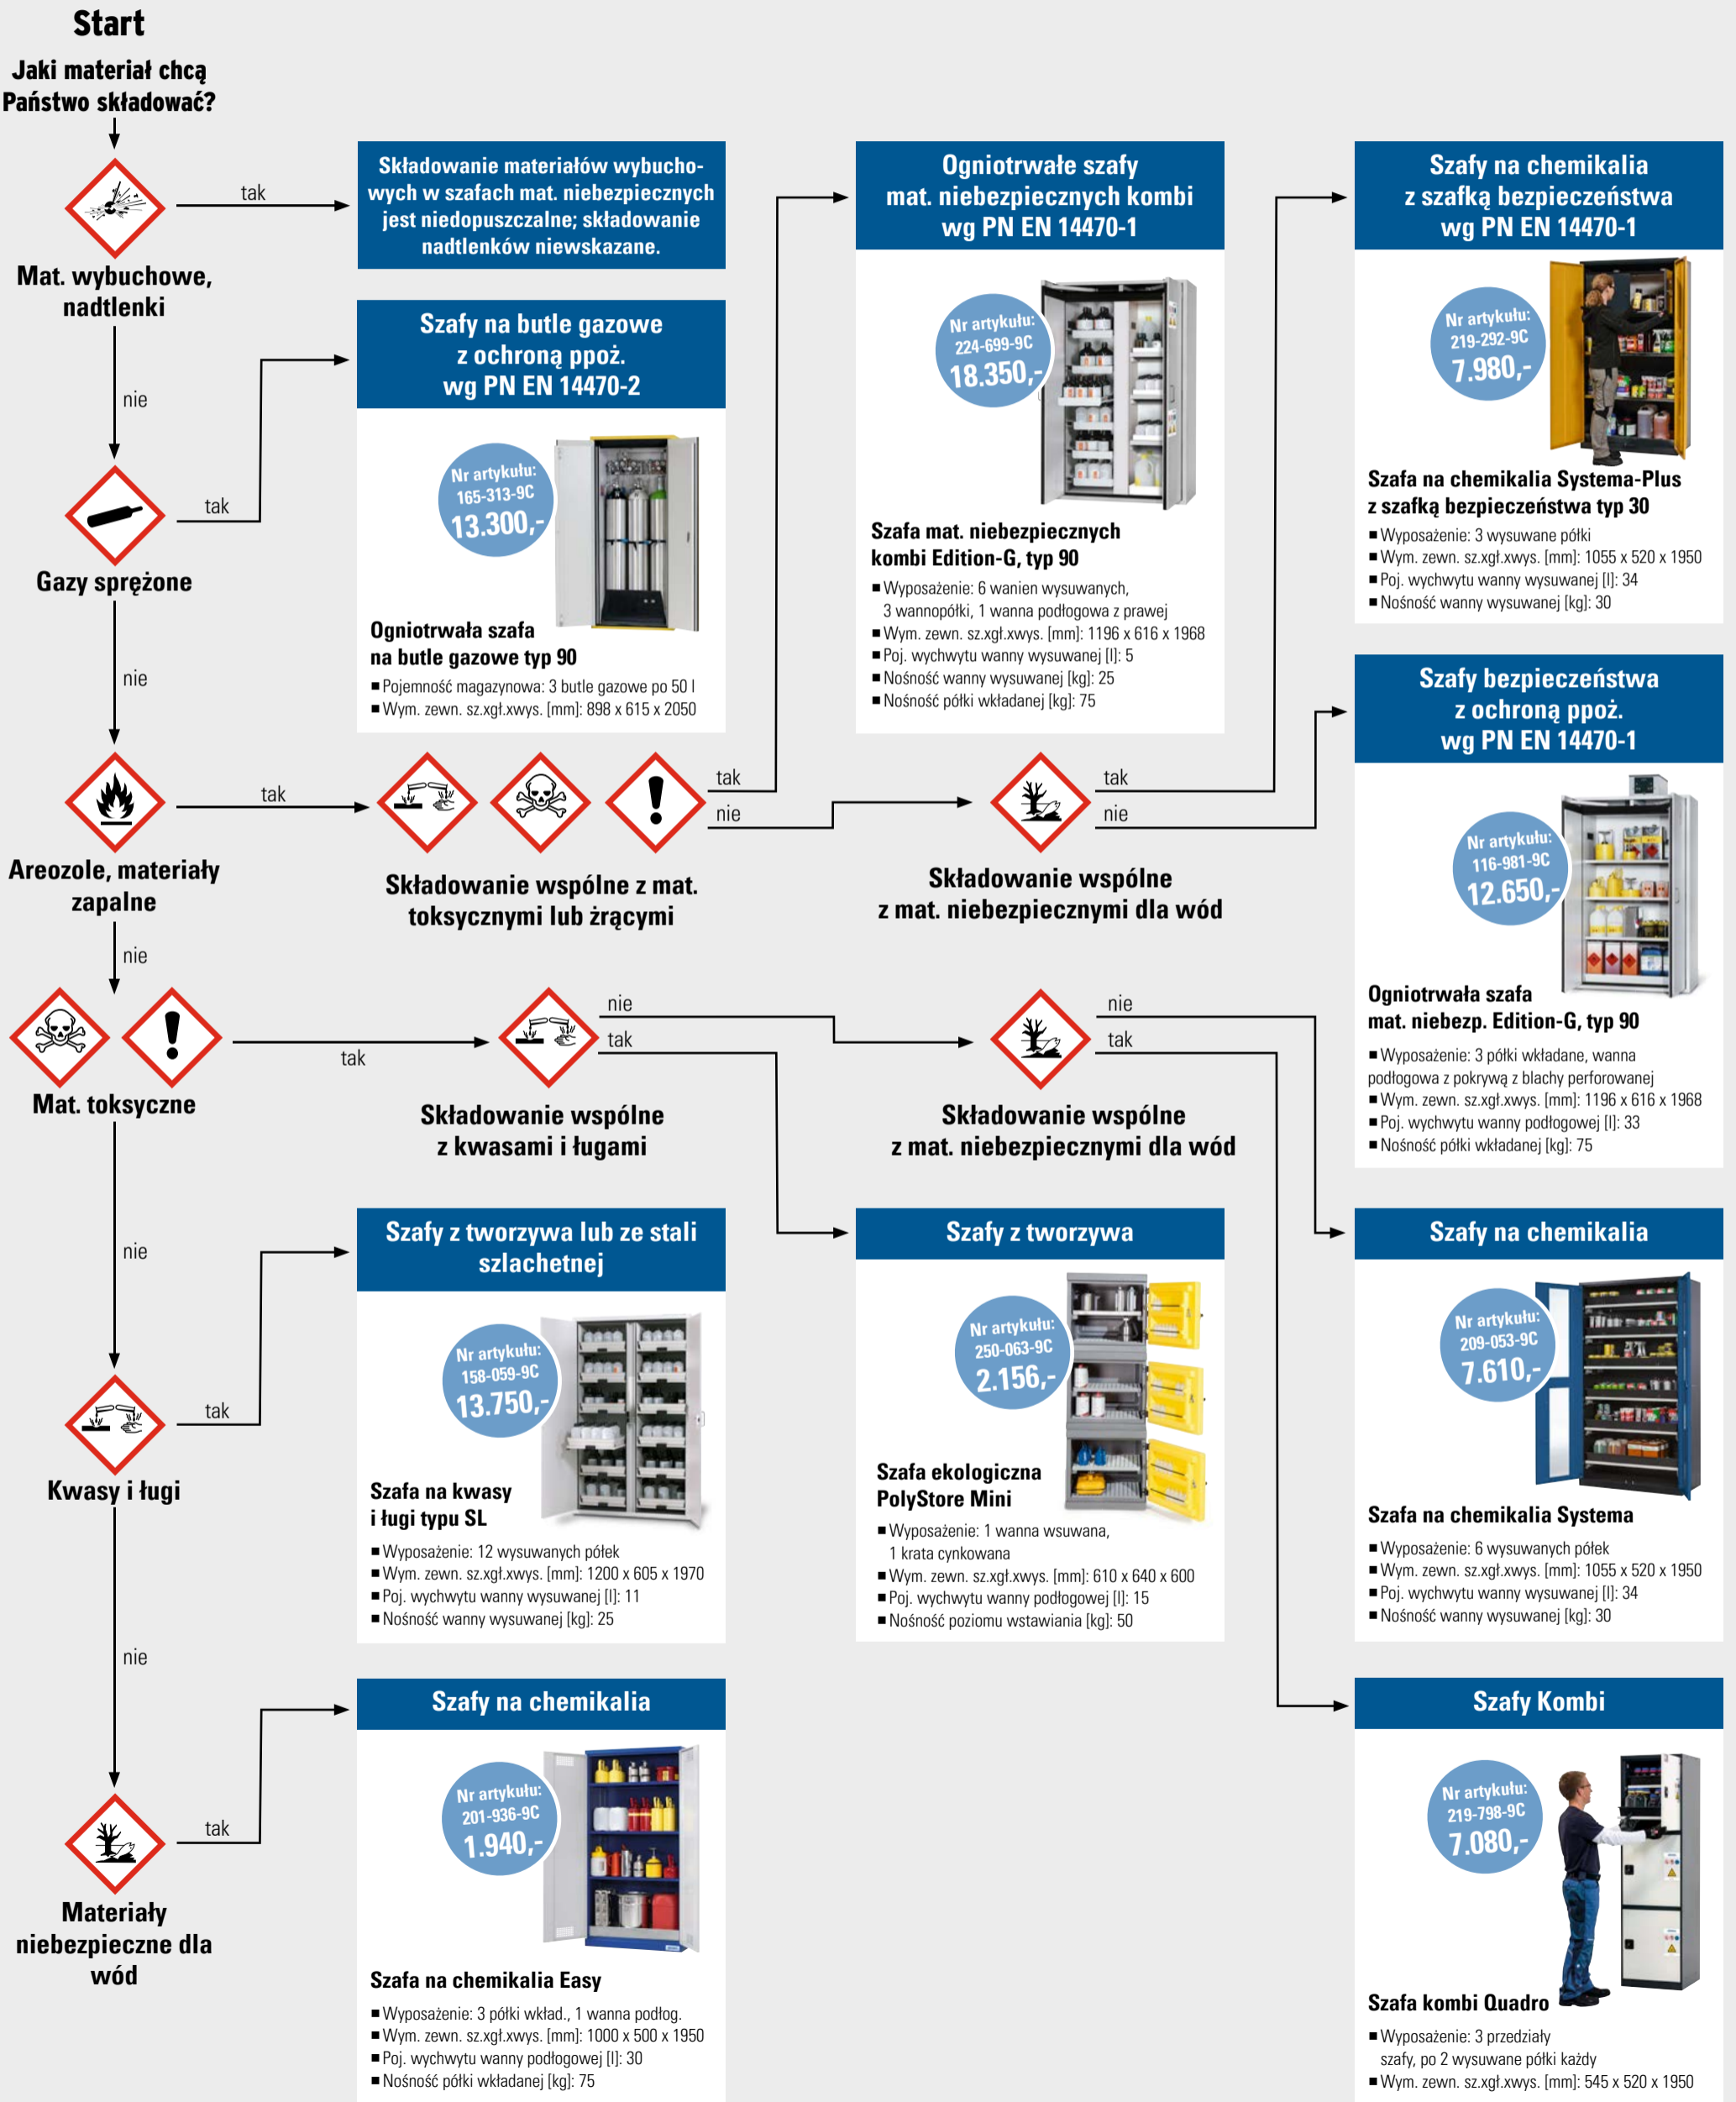 Start
Jaki materiał chcą
Państwo składować?
tak
Mat. wybuchowe,
nadtlenki
Składowanie materiałów wybucho-
wych w szafach mat. niebezpiecznych
jest niedopuszczalne; składowanie
nadtlenków niewskazane.
nie
tak
Gazy sprężone
Szafy na butle gazowe
z ochroną ppoż.
wg PN EN 14470-2
Nr artykułu:
165-313-9C
13.300,-
Ogniotrwała szafa
na butle gazowe typ 90
■ Pojemność magazynowa: 3 butle gazowe po 50 l
■ Wym. zewn. sz.xgł.xwys. [mm]: 898 x 615 x 2050
Ogniotrwałe szafy
mat. niebezpiecznych kombi
wg PN EN 14470-1
Nr artykułu:
224-699-9C
18.350,-
Szafa mat. niebezpiecznych
kombi Edition-G, typ 90
■ Wyposażenie: 6 wanien wysuwanych,
3 wannopółki, 1 wanna podłogowa z prawej
■ Wym. zewn. sz.xgł.xwys. [mm]: 1196 x 616 x 1968
■ Poj. wychwytu wanny wysuwanej [l]: 5
■ Nośność wanny wysuwanej [kg]: 25
■ Nośność półki wkładanej [kg]: 75
Szafy na chemikalia
z szafką bezpieczeństwa
wg PN EN 14470-1
Nr artykułu:
219-292-9C
7.980,-
Szafa na chemikalia Systema-Plus
z szafką bezpieczeństwa typ 30
■ Wyposażenie: 3 wysuwane półki
■ Wym. zewn. sz.xgł.xwys. [mm]: 1055 x 520 x 1950
■ Poj. wychwytu wanny wysuwanej [l]: 34
■ Nośność wanny wysuwanej [kg]: 30
nie
tak
Areozole, materiały
zapalne
tak
nie
Składowanie wspólne z mat.
toksycznymi lub żrącymi
tak
nie
Składowanie wspólne
z mat. niebezpiecznymi dla wód
Szafy bezpieczeństwa
z ochroną ppoż.
wg PN EN 14470-1
Nr artykułu:
116-981-9C
12.650,-
Ogniotrwała szafa
mat. niebezp. Edition-G, typ 90
■ Wyposażenie: 3 półki wkładane, wanna
podłogowa z pokrywą z blachy perforowanej
■ Wym. zewn. sz.xgł.xwys. [mm]: 1196 x 616 x 1968
■ Poj. wychwytu wanny podłogowej [l]: 33
■ Nośność półki wkładanej [kg]: 75
nie
tak
Mat. toksyczne
nie
tak
Składowanie wspólne
z kwasami i ługami
nie
tak
Składowanie wspólne
z mat. niebezpiecznymi dla wód
nie
tak
Kwasy i ługi
Szafy z tworzywa lub ze stali
szlachetnej
Nr artykułu:
158-059-9C
13.750,-
Szafa na kwasy
i ługi typu SL
■ Wyposażenie: 12 wysuwanych półek
■ Wym. zewn. sz.xgł.xwys. [mm]: 1200 x 605 x 1970
■ Poj. wychwytu wanny wysuwanej [l]: 11
■ Nośność wanny wysuwanej [kg]: 25
Szafy z tworzywa
Nr artykułu:
250-063-9C
2.156,-
Szafa ekologiczna
PolyStore Mini
■ Wyposażenie: 1 wanna wsuwana,
1 krata cynkowana
■ Wym. zewn. sz.xgł.xwys. [mm]: 610 x 640 x 600
■ Poj. wychwytu wanny podłogowej [l]: 15
■ Nośność poziomu wstawiania [kg]: 50
Szafy na chemikalia
Nr artykułu:
209-053-9C
7.610,-
Szafa na chemikalia Systema
■ Wyposażenie: 6 wysuwanych półek
■ Wym. zewn. sz.xgł.xwys. [mm]: 1055 x 520 x 1950
■ Poj. wychwytu wanny wysuwanej [l]: 34
■ Nośność wanny wysuwanej [kg]: 30
nie
tak
Materiały
niebezpieczne dla
wód
Szafy na chemikalia
Nr artykułu:
201-936-9C
1.940,-
Szafa na chemikalia Easy
■ Wyposażenie: 3 półki wkład., 1 wanna podłog.
■ Wym. zewn. sz.xgł.xwys. [mm]: 1000 x 500 x 1950
■ Poj. wychwytu wanny podłogowej [l]: 30
■ Nośność półki wkładanej [kg]: 75
Szafy Kombi
Nr artykułu:
219-798-9C
7.080,-
Szafa kombi Quadro
■ Wyposażenie: 3 przedziały
szafy, po 2 wysuwane półki każdy
■ Wym. zewn. sz.xgł.xwys. [mm]: 545 x 520 x 1950